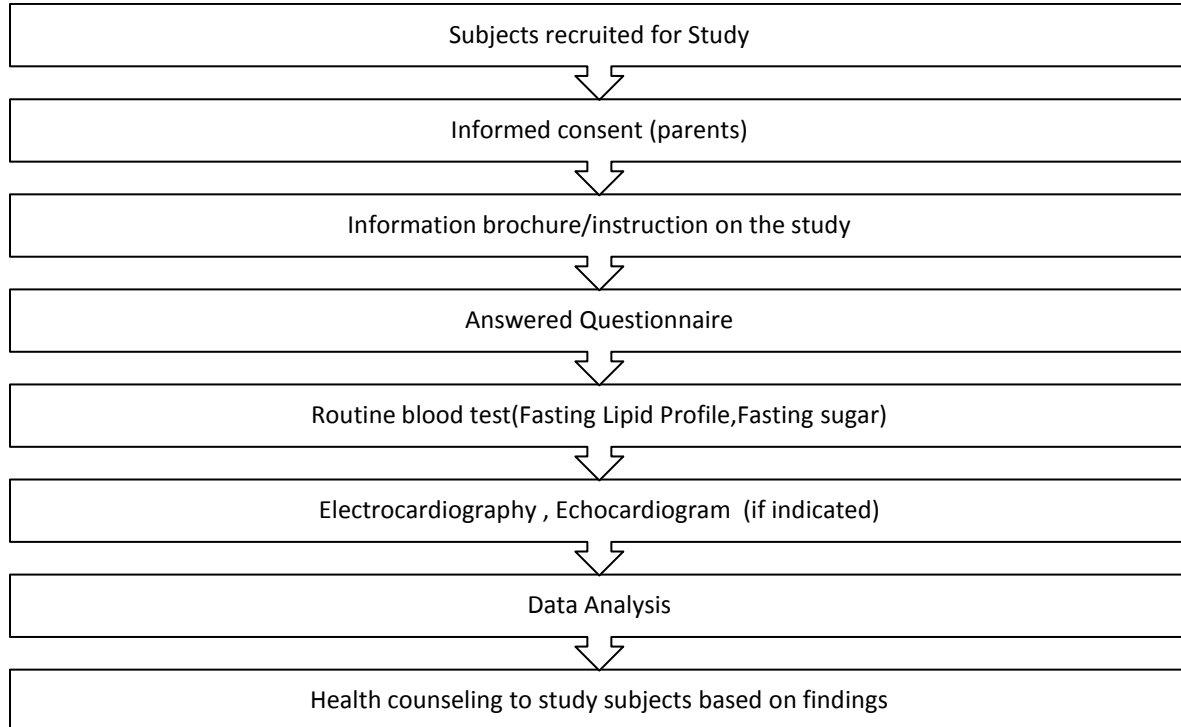 Subjects recruited for Study
Informed consent (parents)
Information brochure/instruction on the study
Answered Questionnaire
Routine blood test(Fasting Lipid Profile,Fasting sugar)
Electrocardiography , Echocardiogram  (if indicated)
Data Analysis
Health counseling to study subjects based on findings